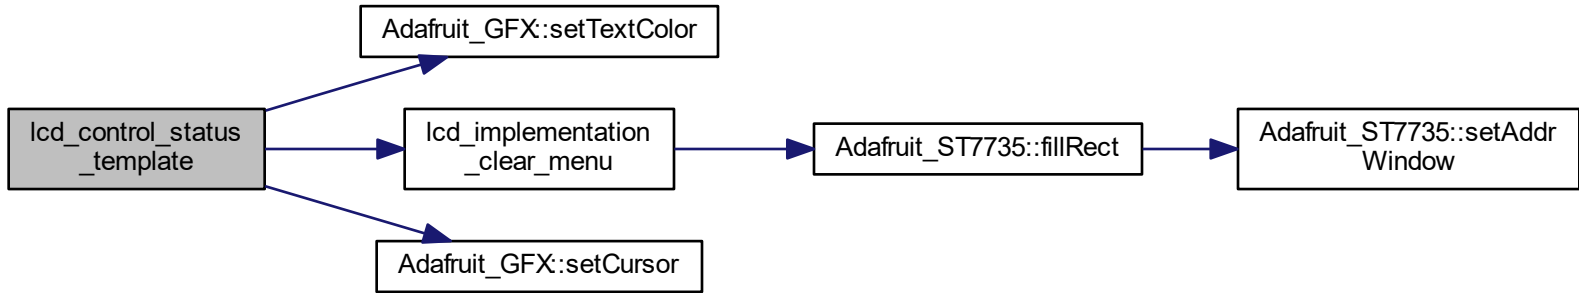 Adafruit_GFX::setTextColor
lcd_control_status
_template
lcd_implementation
_clear_menu
Adafruit_ST7735::fillRect
Adafruit_ST7735::setAddr
Window
Adafruit_GFX::setCursor